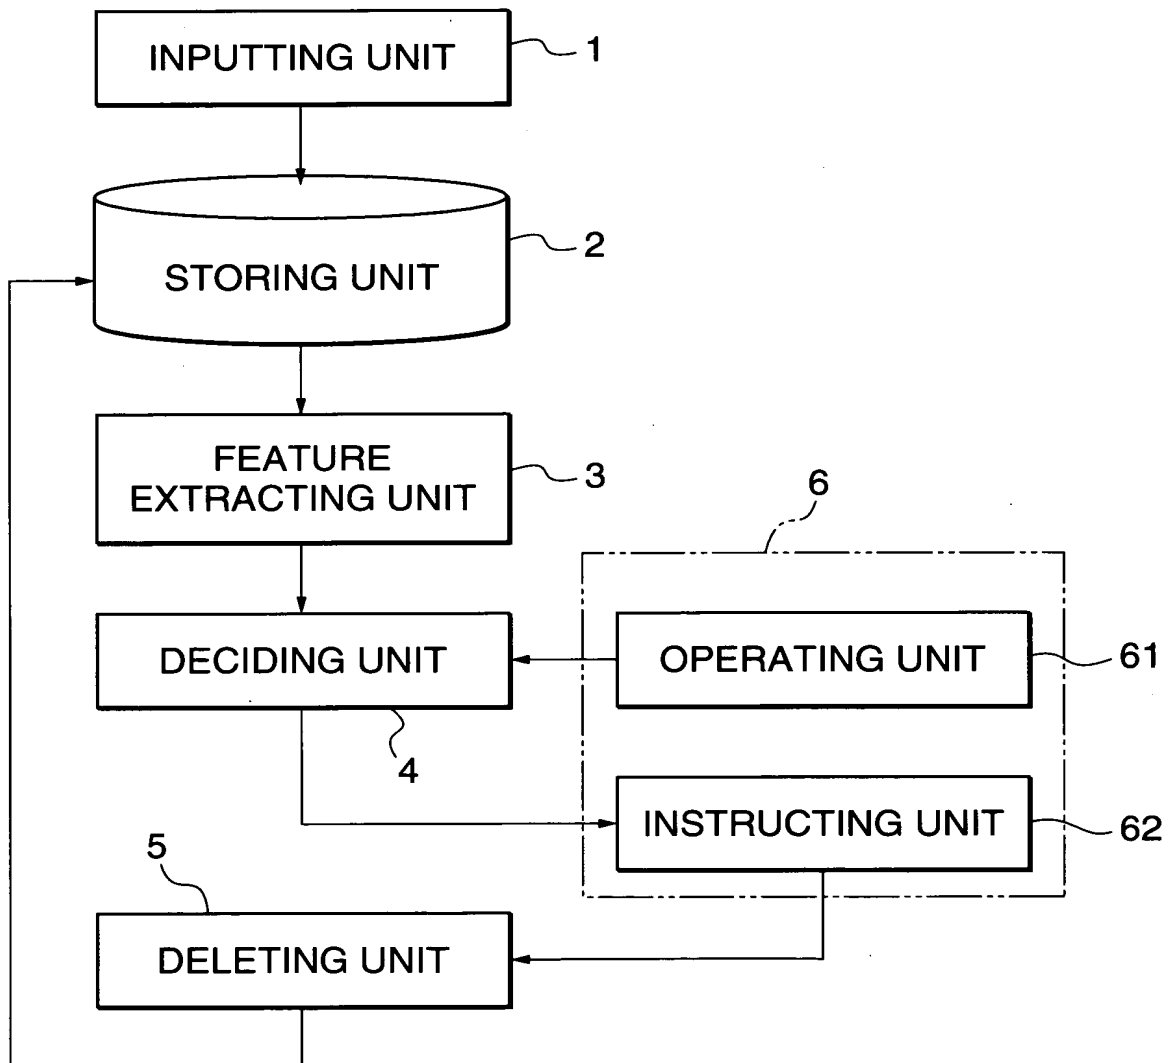 INPUTTING UNIT
1
STORING UNIT
2
FEATURE
EXTRACTING UNIT
3
6
DECIDING UNIT
4
OPERATING UNIT
61
INSTRUCTING UNIT
62
5
DELETING UNIT